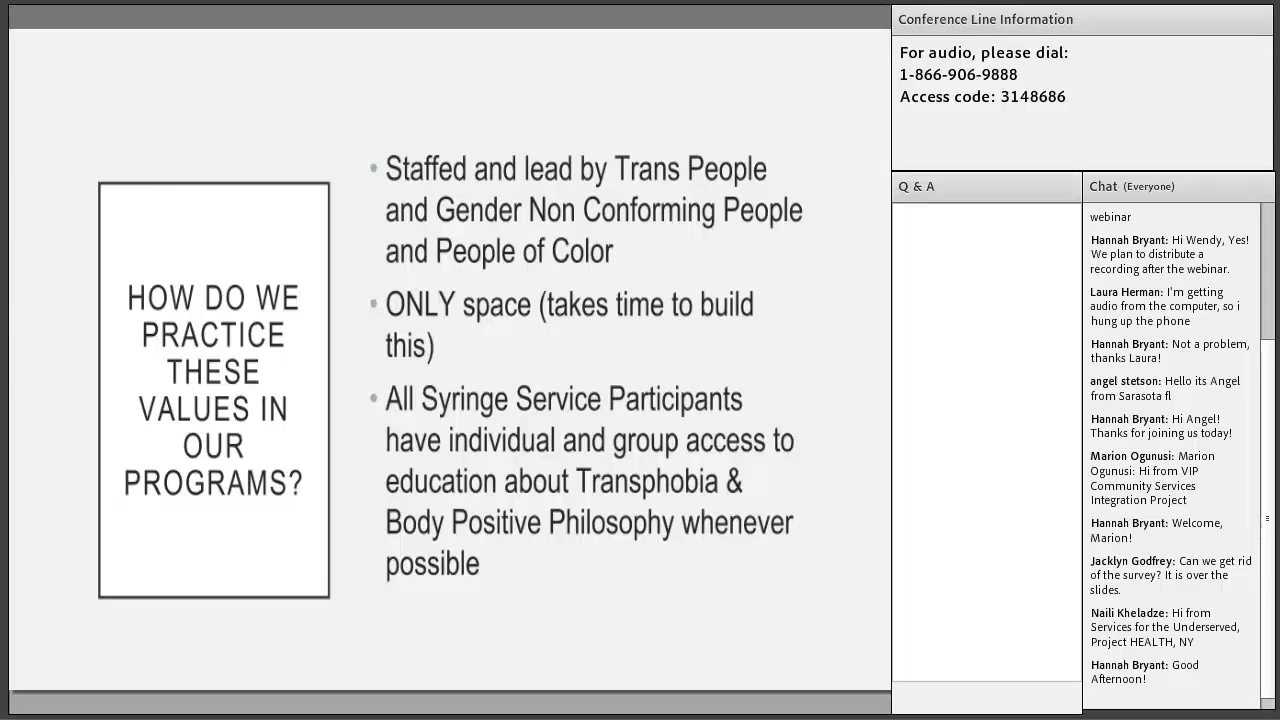 HOW DO WE
PRACTICE
THESE
VALUES IN
OUR
PROGRAMS?
• Staffed and lead by Trans People
and Gender Non Conforming People
and People of Color
• ONLY space (takes time to build
this)
• All Syringe Service Participants
have individual and group access to
education about Transphobia &
Body Positive Philosophy whenever
possible
Conference Line Information
For audio, please dial:
1-866-906-9888
Access code: 3148686
Q & A
Chat (Everyone)
webinar
Hannah Bryant: Hi Wendy, Yes!
We plan to distribute a
recording after the webinar.
Laura Herman: I'm getting
audio from the computer, so i
hung up the phone
Hannah Bryant: Not a problem,
thanks Laura!
angel stetson: Hello its Angel
from Sarasota fl
Hannah Bryant: Hi Angel!
Thanks for joining us today!
Marion Ogunusi: Marion
Ogunusi: Hi from VIP
Community Services
Integration Project
Hannah Bryant: Welcome,
Marion!
Jacklyn Godfrey: Can we get rid
of the survey? It is over the
slides.
Naili Kheladze: Hi from
Services for the Underserved,
Project HEALTH, NY
Hannah Bryant: Good
Afternoon!